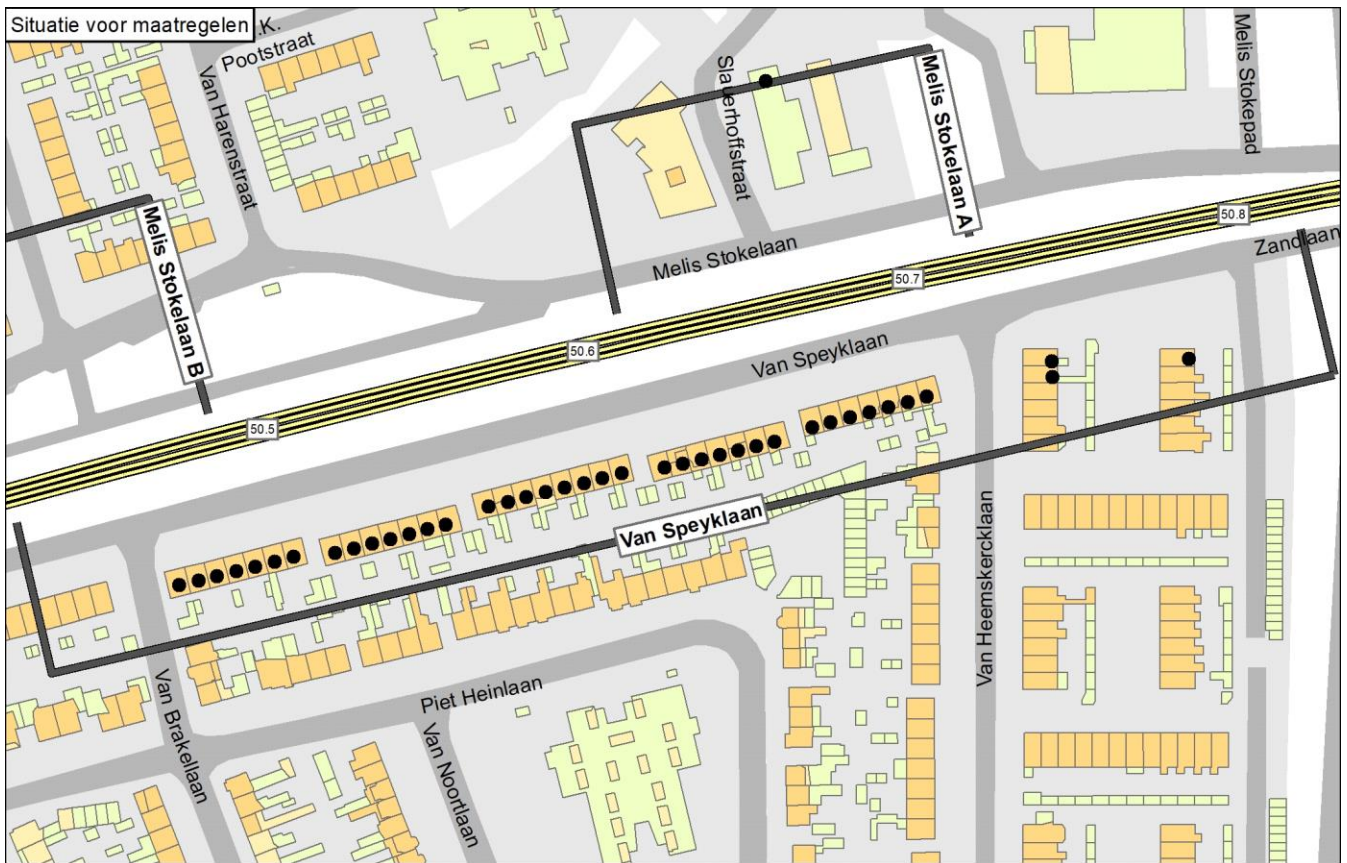 Situatie voor maatregelen
.K.
Pootstraat
Van Harenstraat
Slauerhoffstraat
Melis Stokelaan A
Melis Stokepad
Melis Stokelaan B
Melis Stokelaan
50.8
Zandlaan
50.7
50.6
50.5
Van Speyklaan
Van Speyklaan
Van Heemskercklaan
Piet Heinlaan
Van Brakellaan
Van Noortlaan